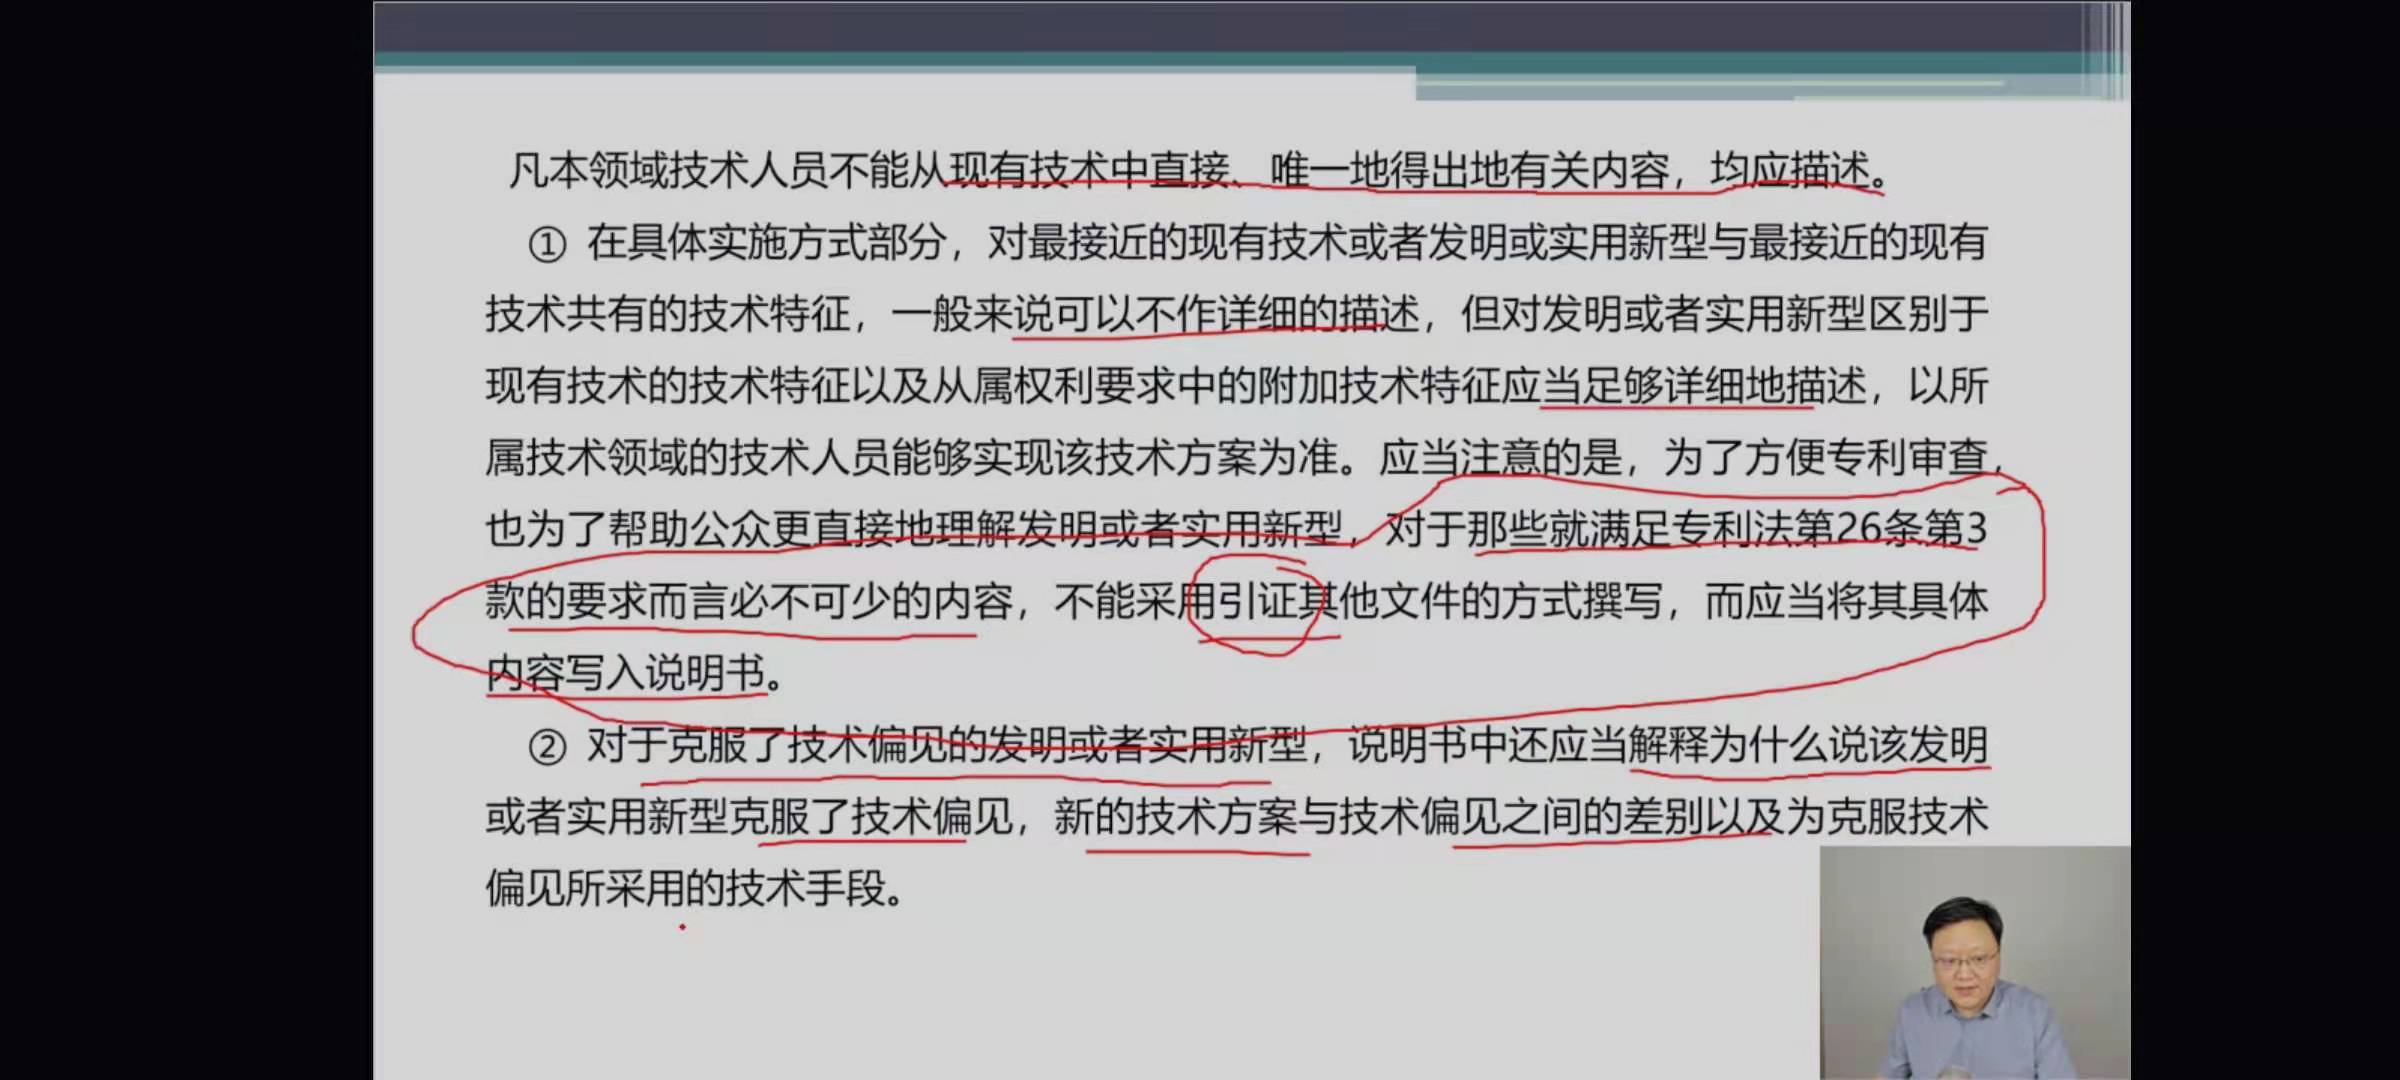 凡本领域技术人员不能从现有技术中直接、唯一地得出地有关内容，均应描述。
① 在具体实施方式部分，对最接近的现有技术或者发明或实用新型与最接近的现有
技术共有的技术特征，一般来说可以不作详细的描述，但对发明或者实用新型区别于
现有技术的技术特征以及从属权利要求中的附加技术特征应当足够详细地描述，以所
属技术领域的技术人员能够实现该技术方案为准。应当注意的是，为了方便专利审查，
也为了帮助公众更直接地理解发明或者实用新型，对于那些就满足专利法第26条第3
款的要求而言必不可少的内容，不能采用引证其他文件的方式撰写，而应当将其具体
内容写入说明书。
② 对于克服了技术偏见的发明或者实用新型，说明书中还应当解释为什么说该发明
或者实用新型克服了技术偏见，新的技术方案与技术偏见之间的差别以及为克服技术
偏见所采用的技术手段。